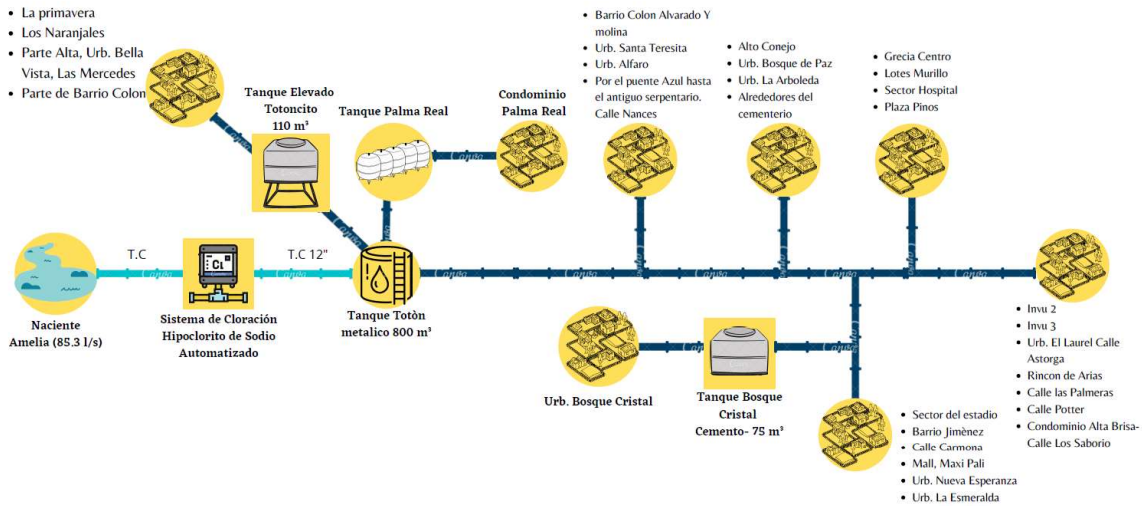 • La primavera
• Los Naranjales
• Parte Alta, Urb. Bella
Vista, Las Mercedes
• Parte de Barrio Colon
Tanque Elevado
Totoncito
110 m³
Tanque Palma Real
Condominio
Palma Real
• Barrio Colon Alvarado Y
molina
• Urb. Santa Teresita
• Urb. Alfaro
• Por el puente Azul hasta
el antiguo serpentario.
Calle Nances
• Alto Conejo
• Urb. Bosque de Paz
• Urb. La Arboleda
• Alrededores del
cementerio
• Grecia Centro
• Lotes Murillo
• Sector Hospital
• Plaza Pinos
T.C
T.C 12"
CL
Naciente
Amelia (85.3 l/s)
Sistema de Cloración
Hipoclorito de Sodio
Automatizado
Tanque Totòn
metalico 800 m³
Urb. Bosque Cristal
Tanque Bosque
Cristal
Cemento- 75 m³
• Sector del estadio
• Barrio Jimènez
• Calle Carmona
• Mall, Maxi Pali
• Urb. Nueva Esperanza
• Urb. La Esmeralda
• Invu 2
• Invu 3
• Urb. El Laurel Calle
Astorga
• Rincon de Arias
• Calle las Palmeras
• Calle Potter
• Condominio Alta Brisa-
Calle Los Saborio
Canva